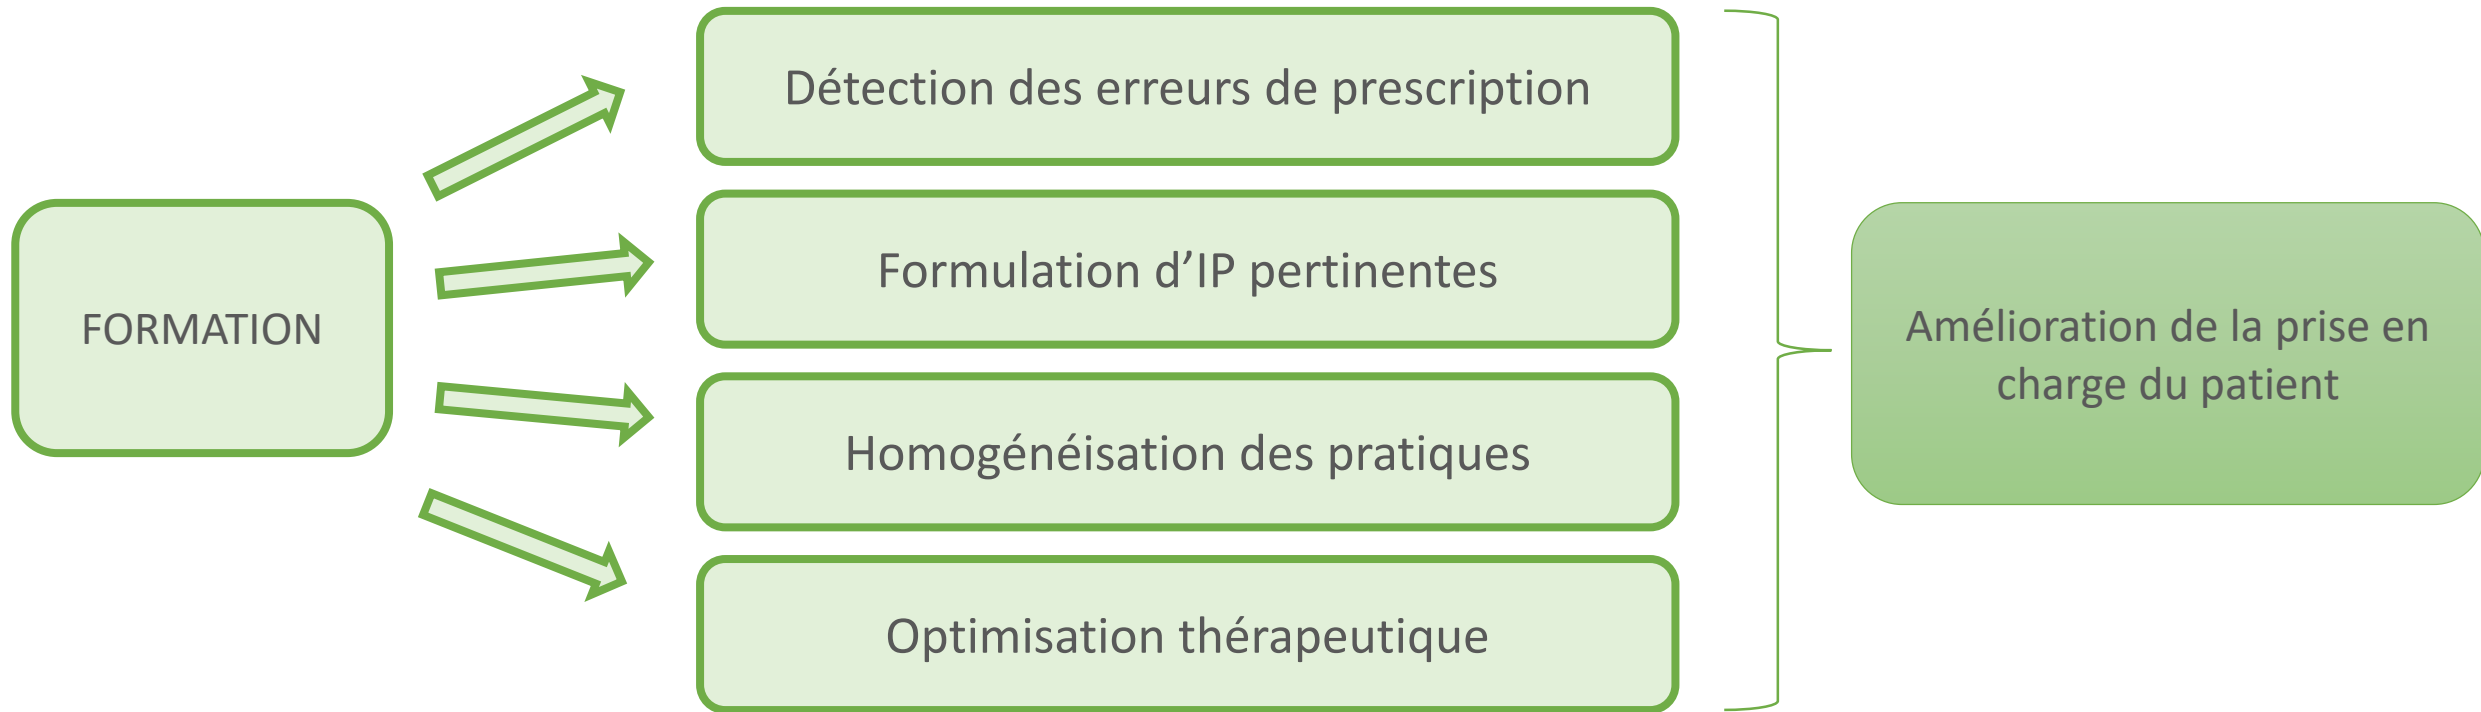 FORMATION
Détection des erreurs de prescription
Formulation d’IP pertinentes
Homogénéisation des pratiques
Optimisation thérapeutique
Amélioration de la prise en
charge du patient